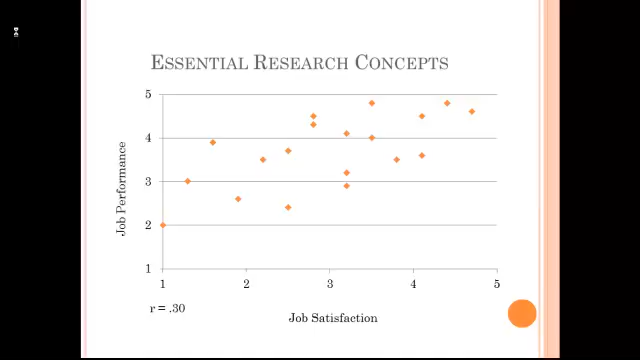 ESSENTIAL RESEARCH CONCEPTS
5
4
3
2
1
Job Performance
1 2 3 4 5
r = .30
Job Satisfaction